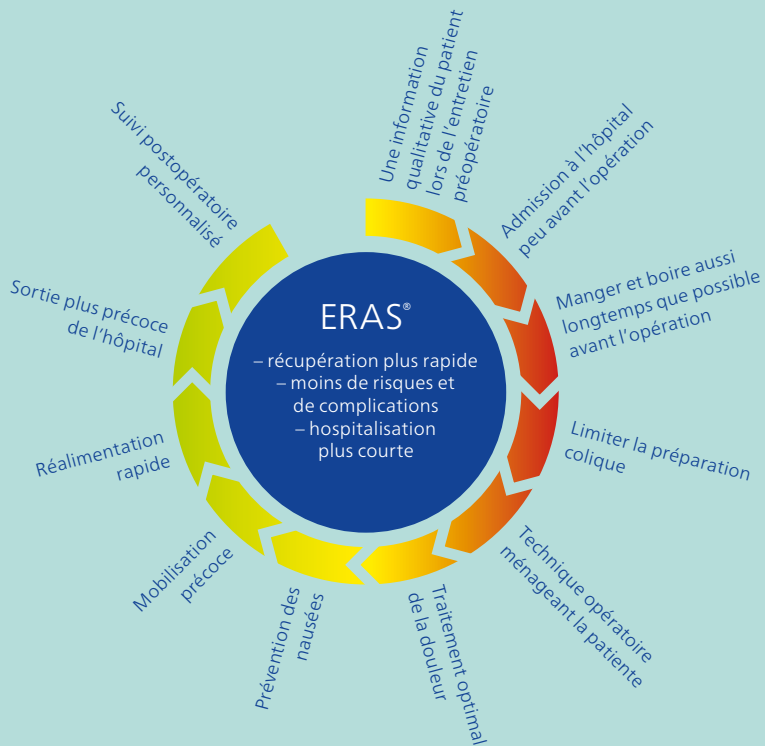 ERAS®
– récupération plus rapide
– moins de risques et
de complications
– hospitalisation
plus courte
Une information
qualitative du patient
lors de l'entretien
préopératoire
Admission à l'hôpital
peu avant l'opération
Manger et boire aussi
longtemps que possible
avant l'opération
Limiter la préparation
colique
Technique opératoire
ménageant la patiente
Traitement optimal
de la douleur
Prévention des
nausées
Mobilisation
précoce
Réalimentation
rapide
Sortie plus précoce
de l'hôpital
Suivi postopératoire
personnalisé